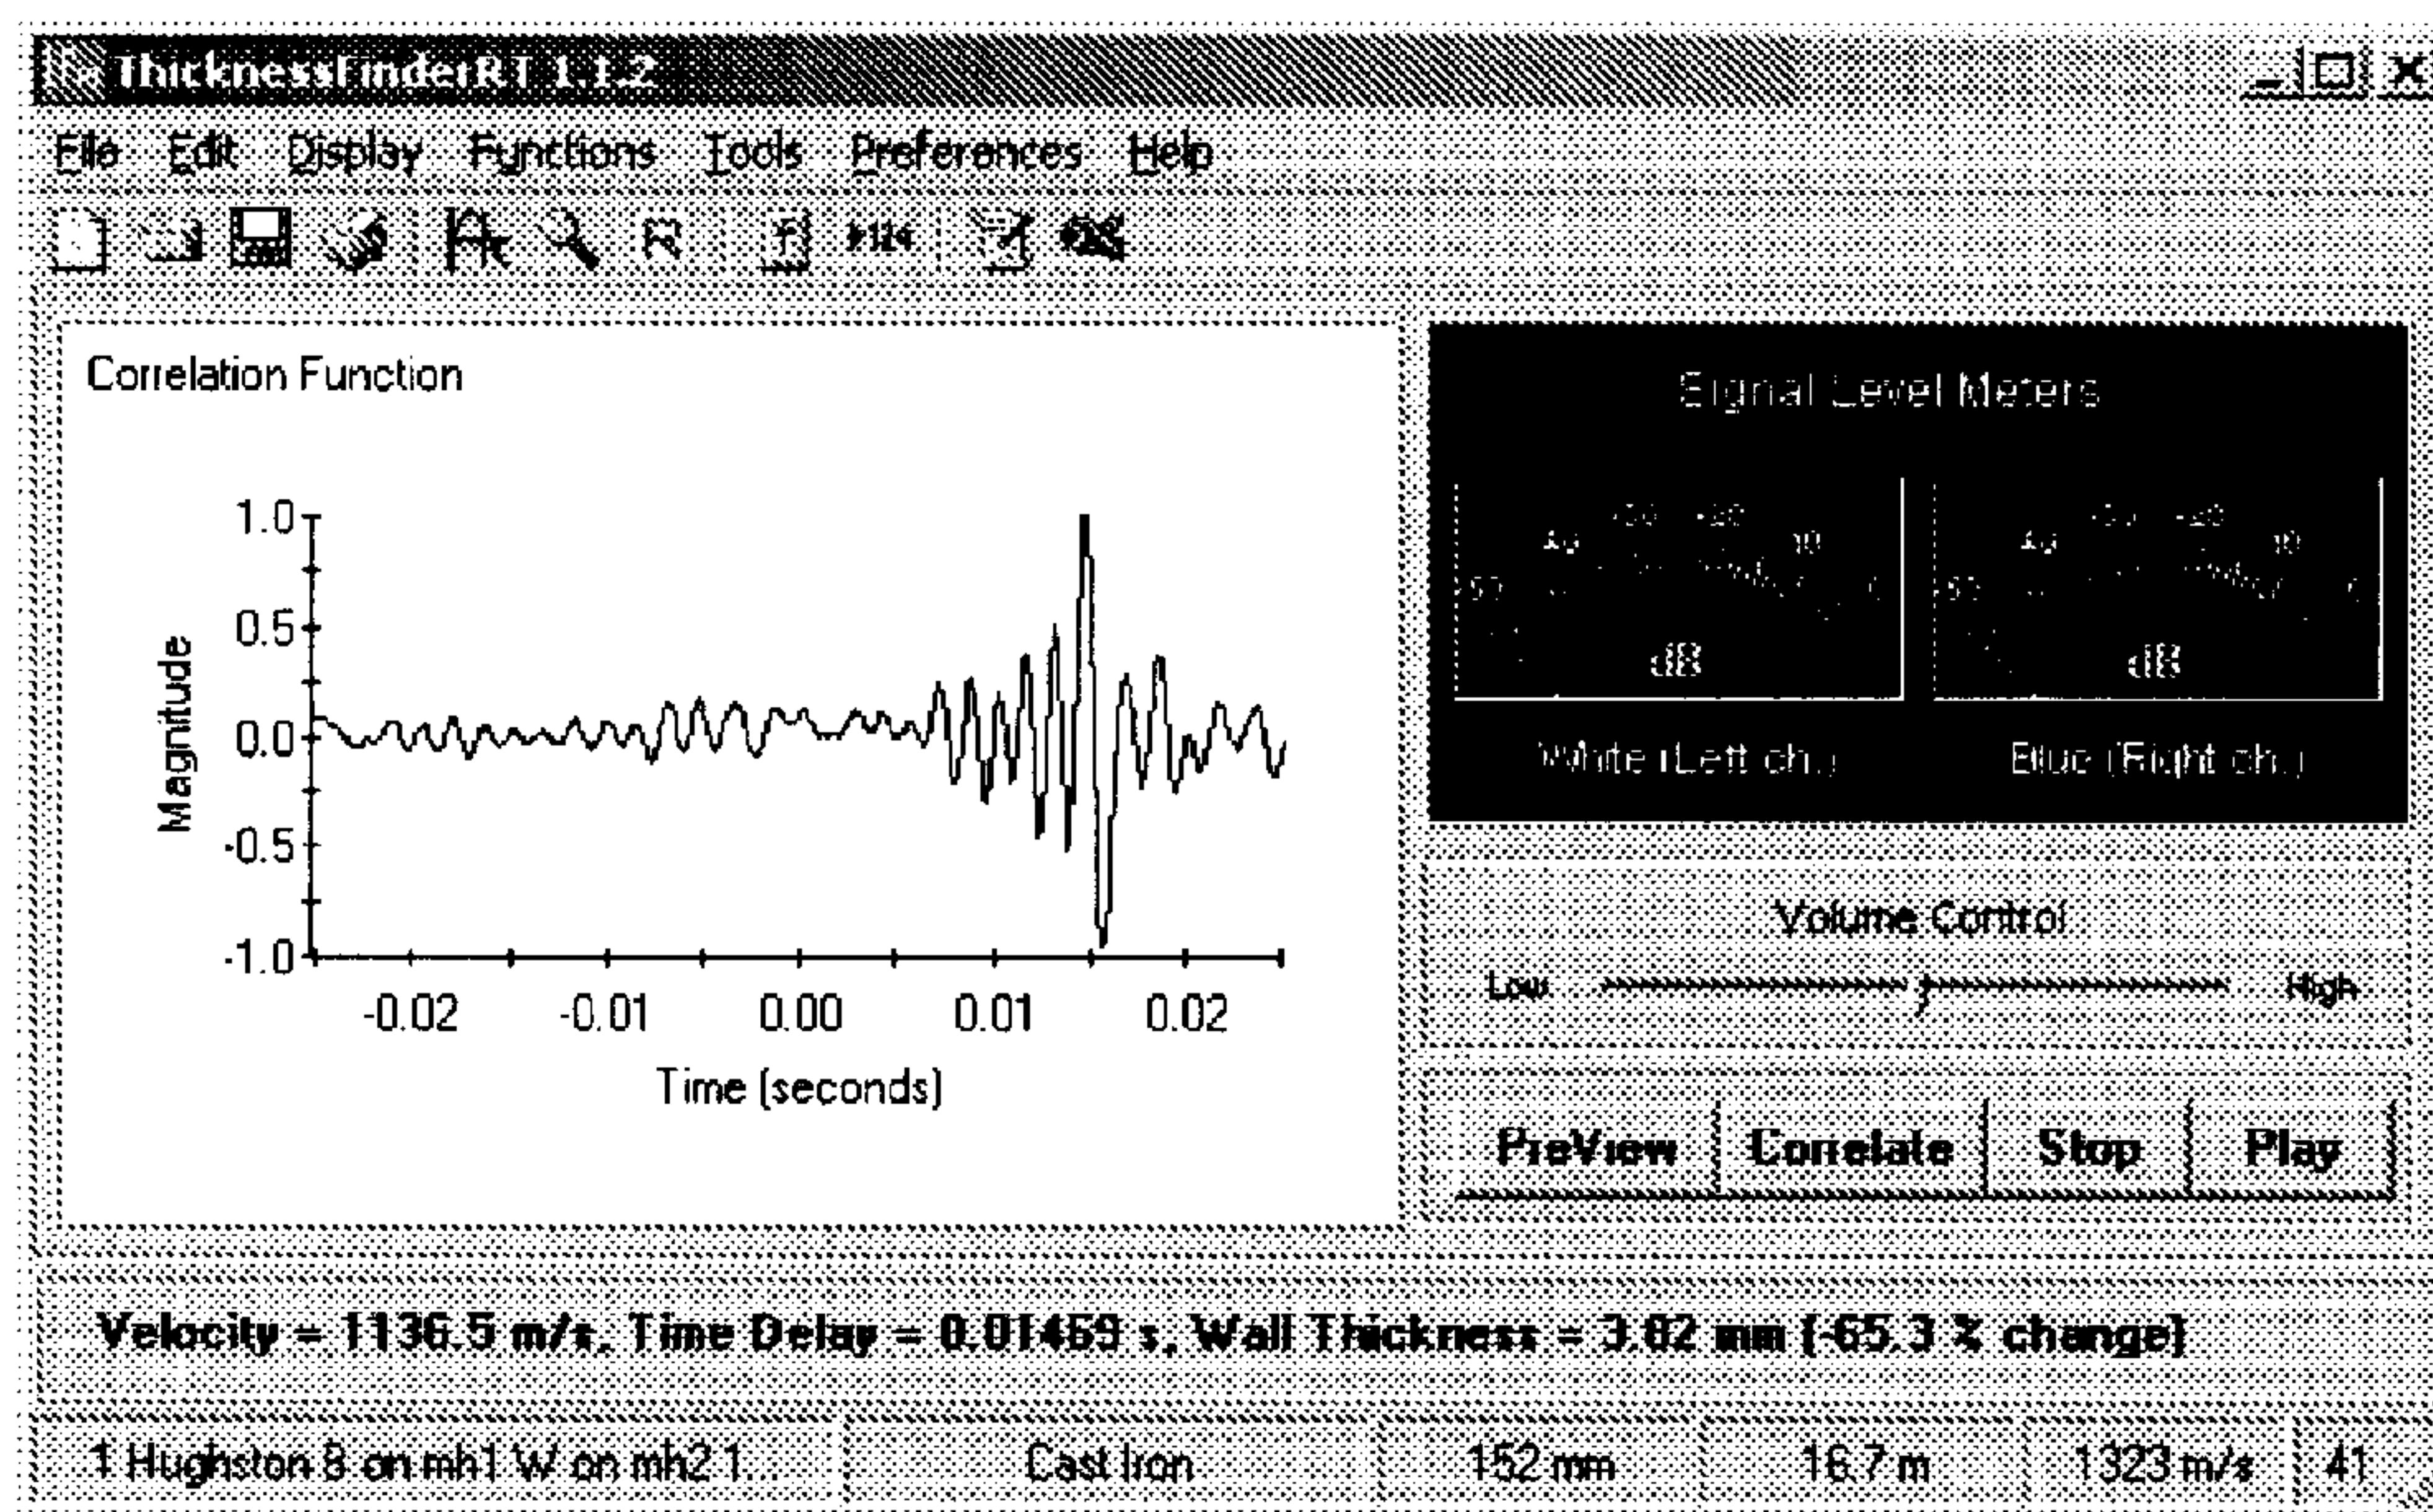 ThicknessFinderRT 1.1.2
File Edit Display Functions Tools Preferences Help
Correlation Function
1.0
0.5
0.0
-0.5
-1.0
Magnitude
-0.02 -0.01 0.00 0.01 0.02
Time (seconds)
Signal Level Meters
dB dB
White (Left ch.) Blue (Right ch.)
Volume Control
Low High
PreView Correlate Stop Play
Velocity = 1136.5 m/s, Time Delay = 0.01469 s, Wall Thickness = 3.82 mm (-65.3 % change)
1 Hughston B on mh1 W on mh2 1...
Cast Iron
152 mm
16.7 m
1323 m/s
41